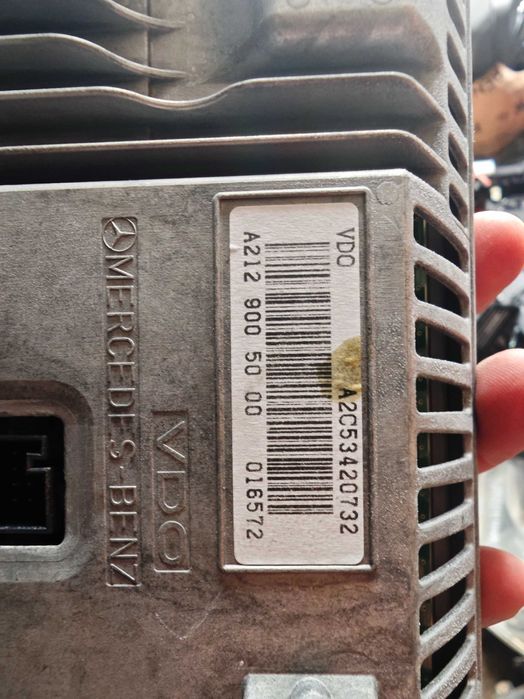 VDO A2C53420732
A212 900 50 00 016572
VDO
MERCEDES-BENZ